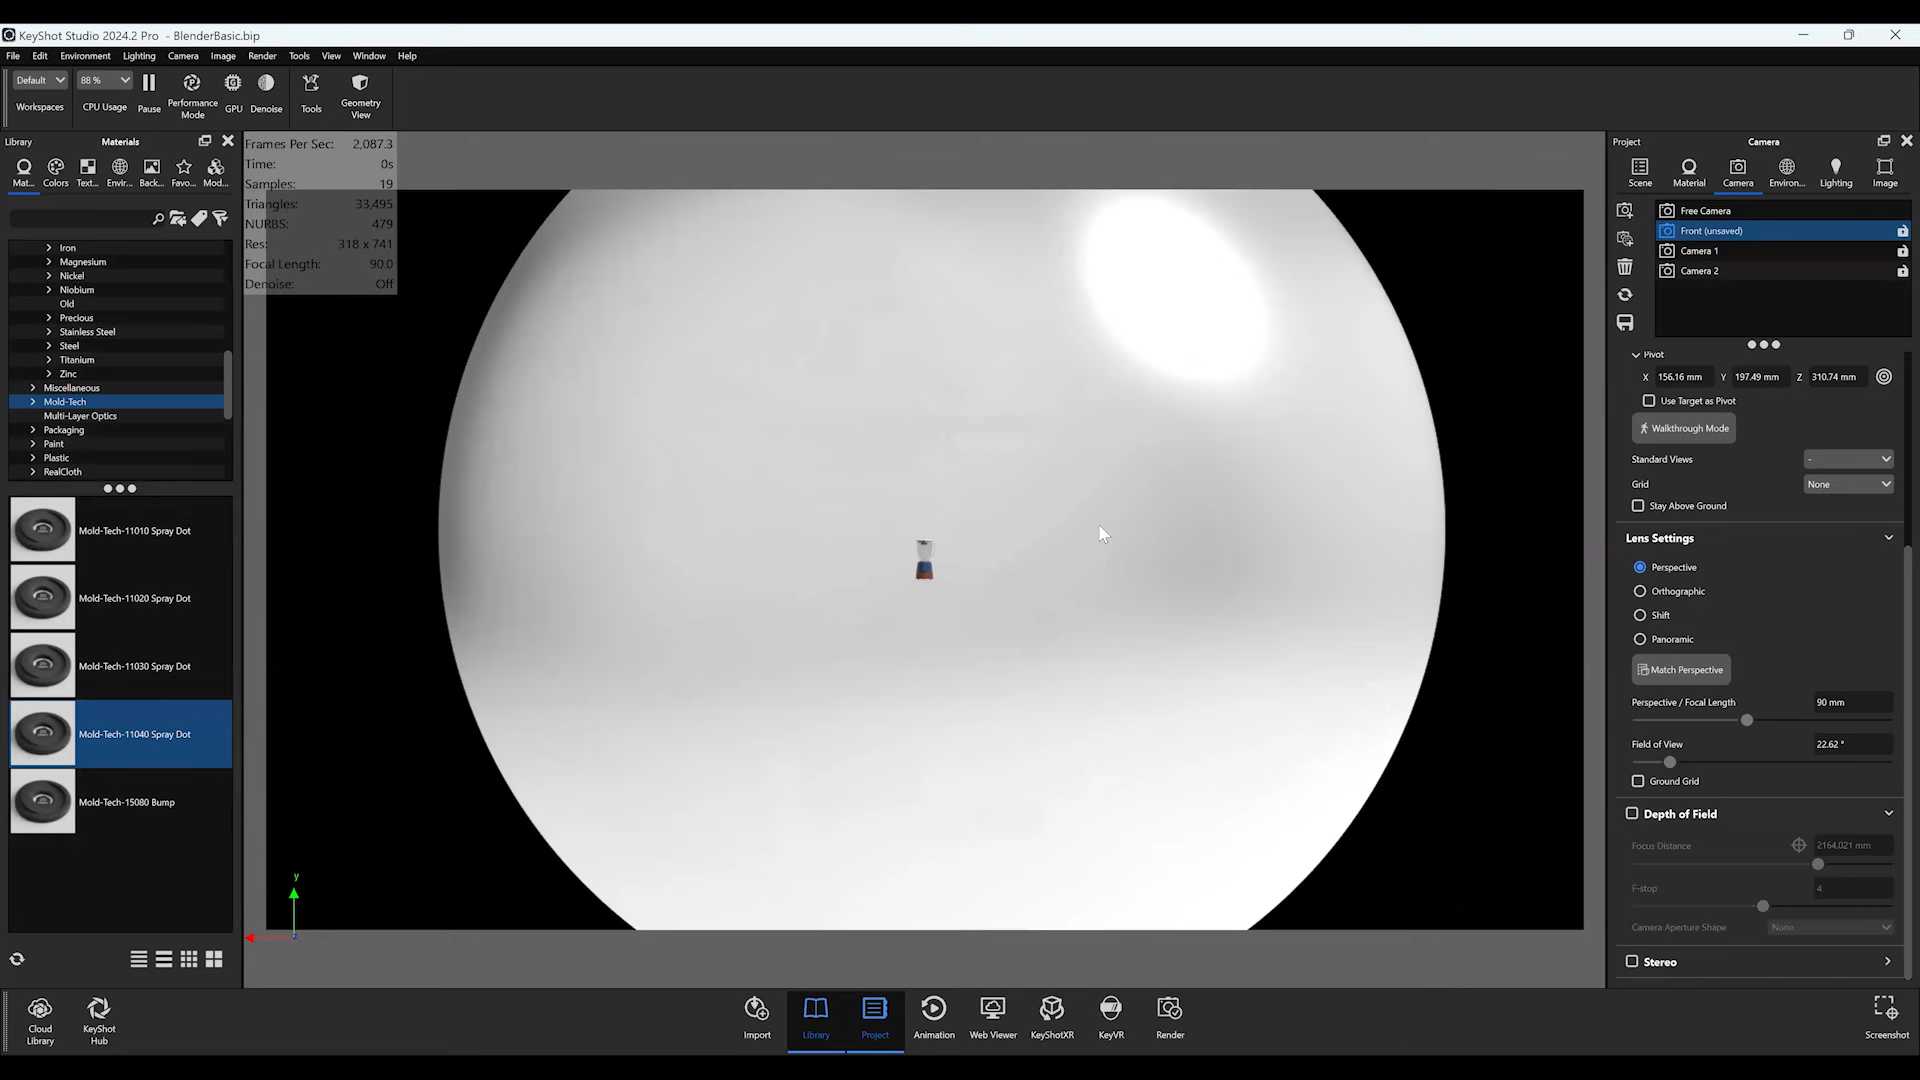 KeyShot Studio 2024.2 Pro - BlenderBasic.bip
File Edit Environment Lighting Camera Image Render Tools View Window Help
Default 88 %
Workspaces CPU Usage Pause Performance Mode GPU Denoise Tools Geometry View
Library Materials
Mat... Colors Text... Envir... Back... Favo... Mod...
Iron
Magnesium
Nickel
Niobium
Old
Precious
Stainless Steel
Steel
Titanium
Zinc
Miscellaneous
Mold-Tech
Multi-Layer Optics
Packaging
Paint
Plastic
RealCloth
Mold-Tech-11010 Spray Dot
Mold-Tech-11020 Spray Dot
Mold-Tech-11030 Spray Dot
Mold-Tech-11040 Spray Dot
Mold-Tech-15080 Bump
Frames Per Sec: 2,087.3
Time: 0s
Samples: 19
Triangles: 33,495
NURBS: 479
Res: 318 x 741
Focal Length: 90.0
Denoise: Off
y
z
Project Camera
Scene Material Camera Environ... Lighting Image
Free Camera
Front (unsaved)
Camera 1
Camera 2
Pivot
X 156.16 mm Y 197.49 mm Z 310.74 mm
Use Target as Pivot
Walkthrough Mode
Standard Views -
Grid None
Stay Above Ground
Lens Settings
Perspective
Orthographic
Shift
Panoramic
Match Perspective
Perspective / Focal Length 90 mm
Field of View 22.62 °
Ground Grid
Depth of Field
Focus Distance 2164.021 mm
F-stop 4
Camera Aperture Shape None
Stereo
Cloud Library KeyShot Hub Import Library Project Animation Web Viewer KeyShotXR KeyVR Render Screenshot